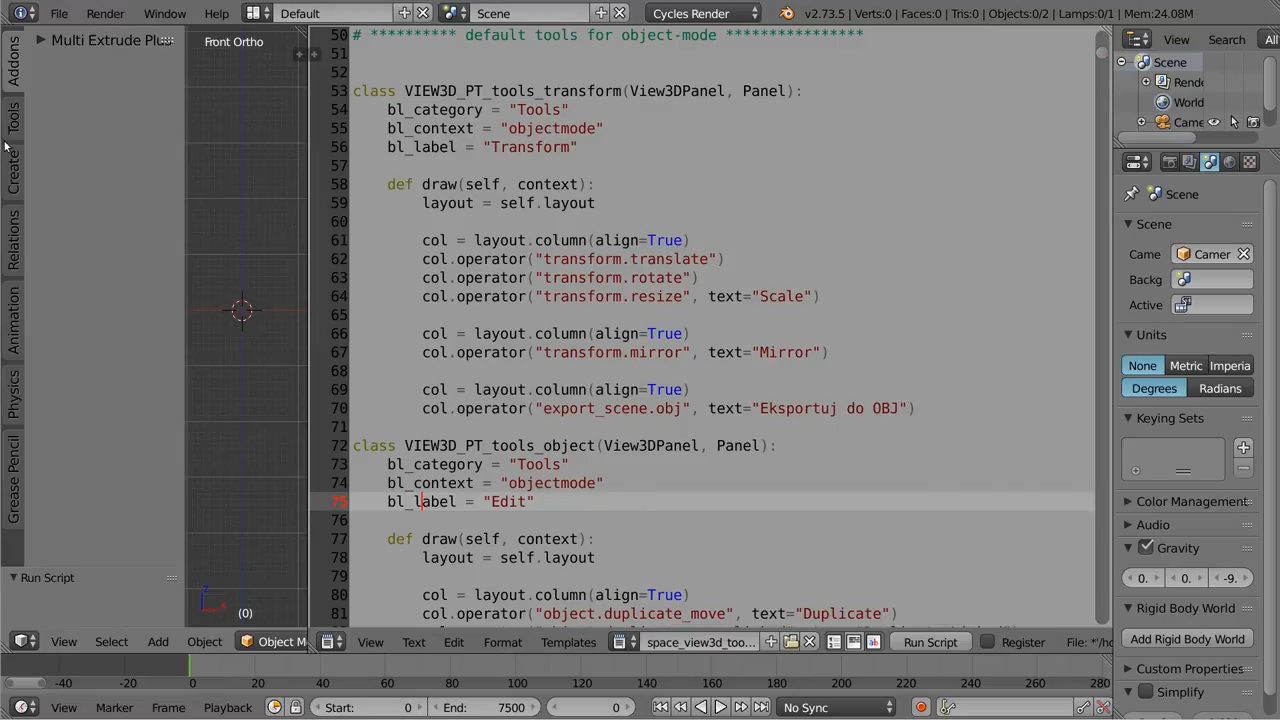 File Render Window Help Default Scene Cycles Render v2.73.5 | Verts:0 | Faces:0 | Tris:0 | Objects:0/2 | Lamps:0/1 | Mem:24.08M
Addons
Tools
Create
Relations
Animation
Physics
Grease Pencil
Multi Extrude Plus
Run Script
Front Ortho
(0)
50 # ********** default tools for object-mode ****************
51
52
53 class VIEW3D_PT_tools_transform(View3DPanel, Panel):
54     bl_category = "Tools"
55     bl_context = "objectmode"
56     bl_label = "Transform"
57
58     def draw(self, context):
59         layout = self.layout
60
61         col = layout.column(align=True)
62         col.operator("transform.translate")
63         col.operator("transform.rotate")
64         col.operator("transform.resize", text="Scale")
65
66         col = layout.column(align=True)
67         col.operator("transform.mirror", text="Mirror")
68
69         col = layout.column(align=True)
70         col.operator("export_scene.obj", text="Eksportuj do OBJ")
71
72 class VIEW3D_PT_tools_object(View3DPanel, Panel):
73     bl_category = "Tools"
74     bl_context = "objectmode"
75     bl_label = "Edit"
76
77     def draw(self, context):
78         layout = self.layout
79
80         col = layout.column(align=True)
81         col.operator("object.duplicate_move", text="Duplicate")
View Search All
Scene
Rende
World
Came
Scene
Scene
Came Camer
Backg
Active
Units
None Metric Imperia
Degrees Radians
Keying Sets
Color Management
Audio
Gravity
0. 0. -9.
Rigid Body World
Add Rigid Body World
Custom Properties
Simplify
View Select Add Object Object Mo
View Text Edit Format Templates space_view3d_too... Run Script Register File: */ho
-40 -20 0 20 40 60 80 100 120 140 160 180 200 220 240 260 280
View Marker Frame Playback Start: 0 End: 7500 0 No Sync